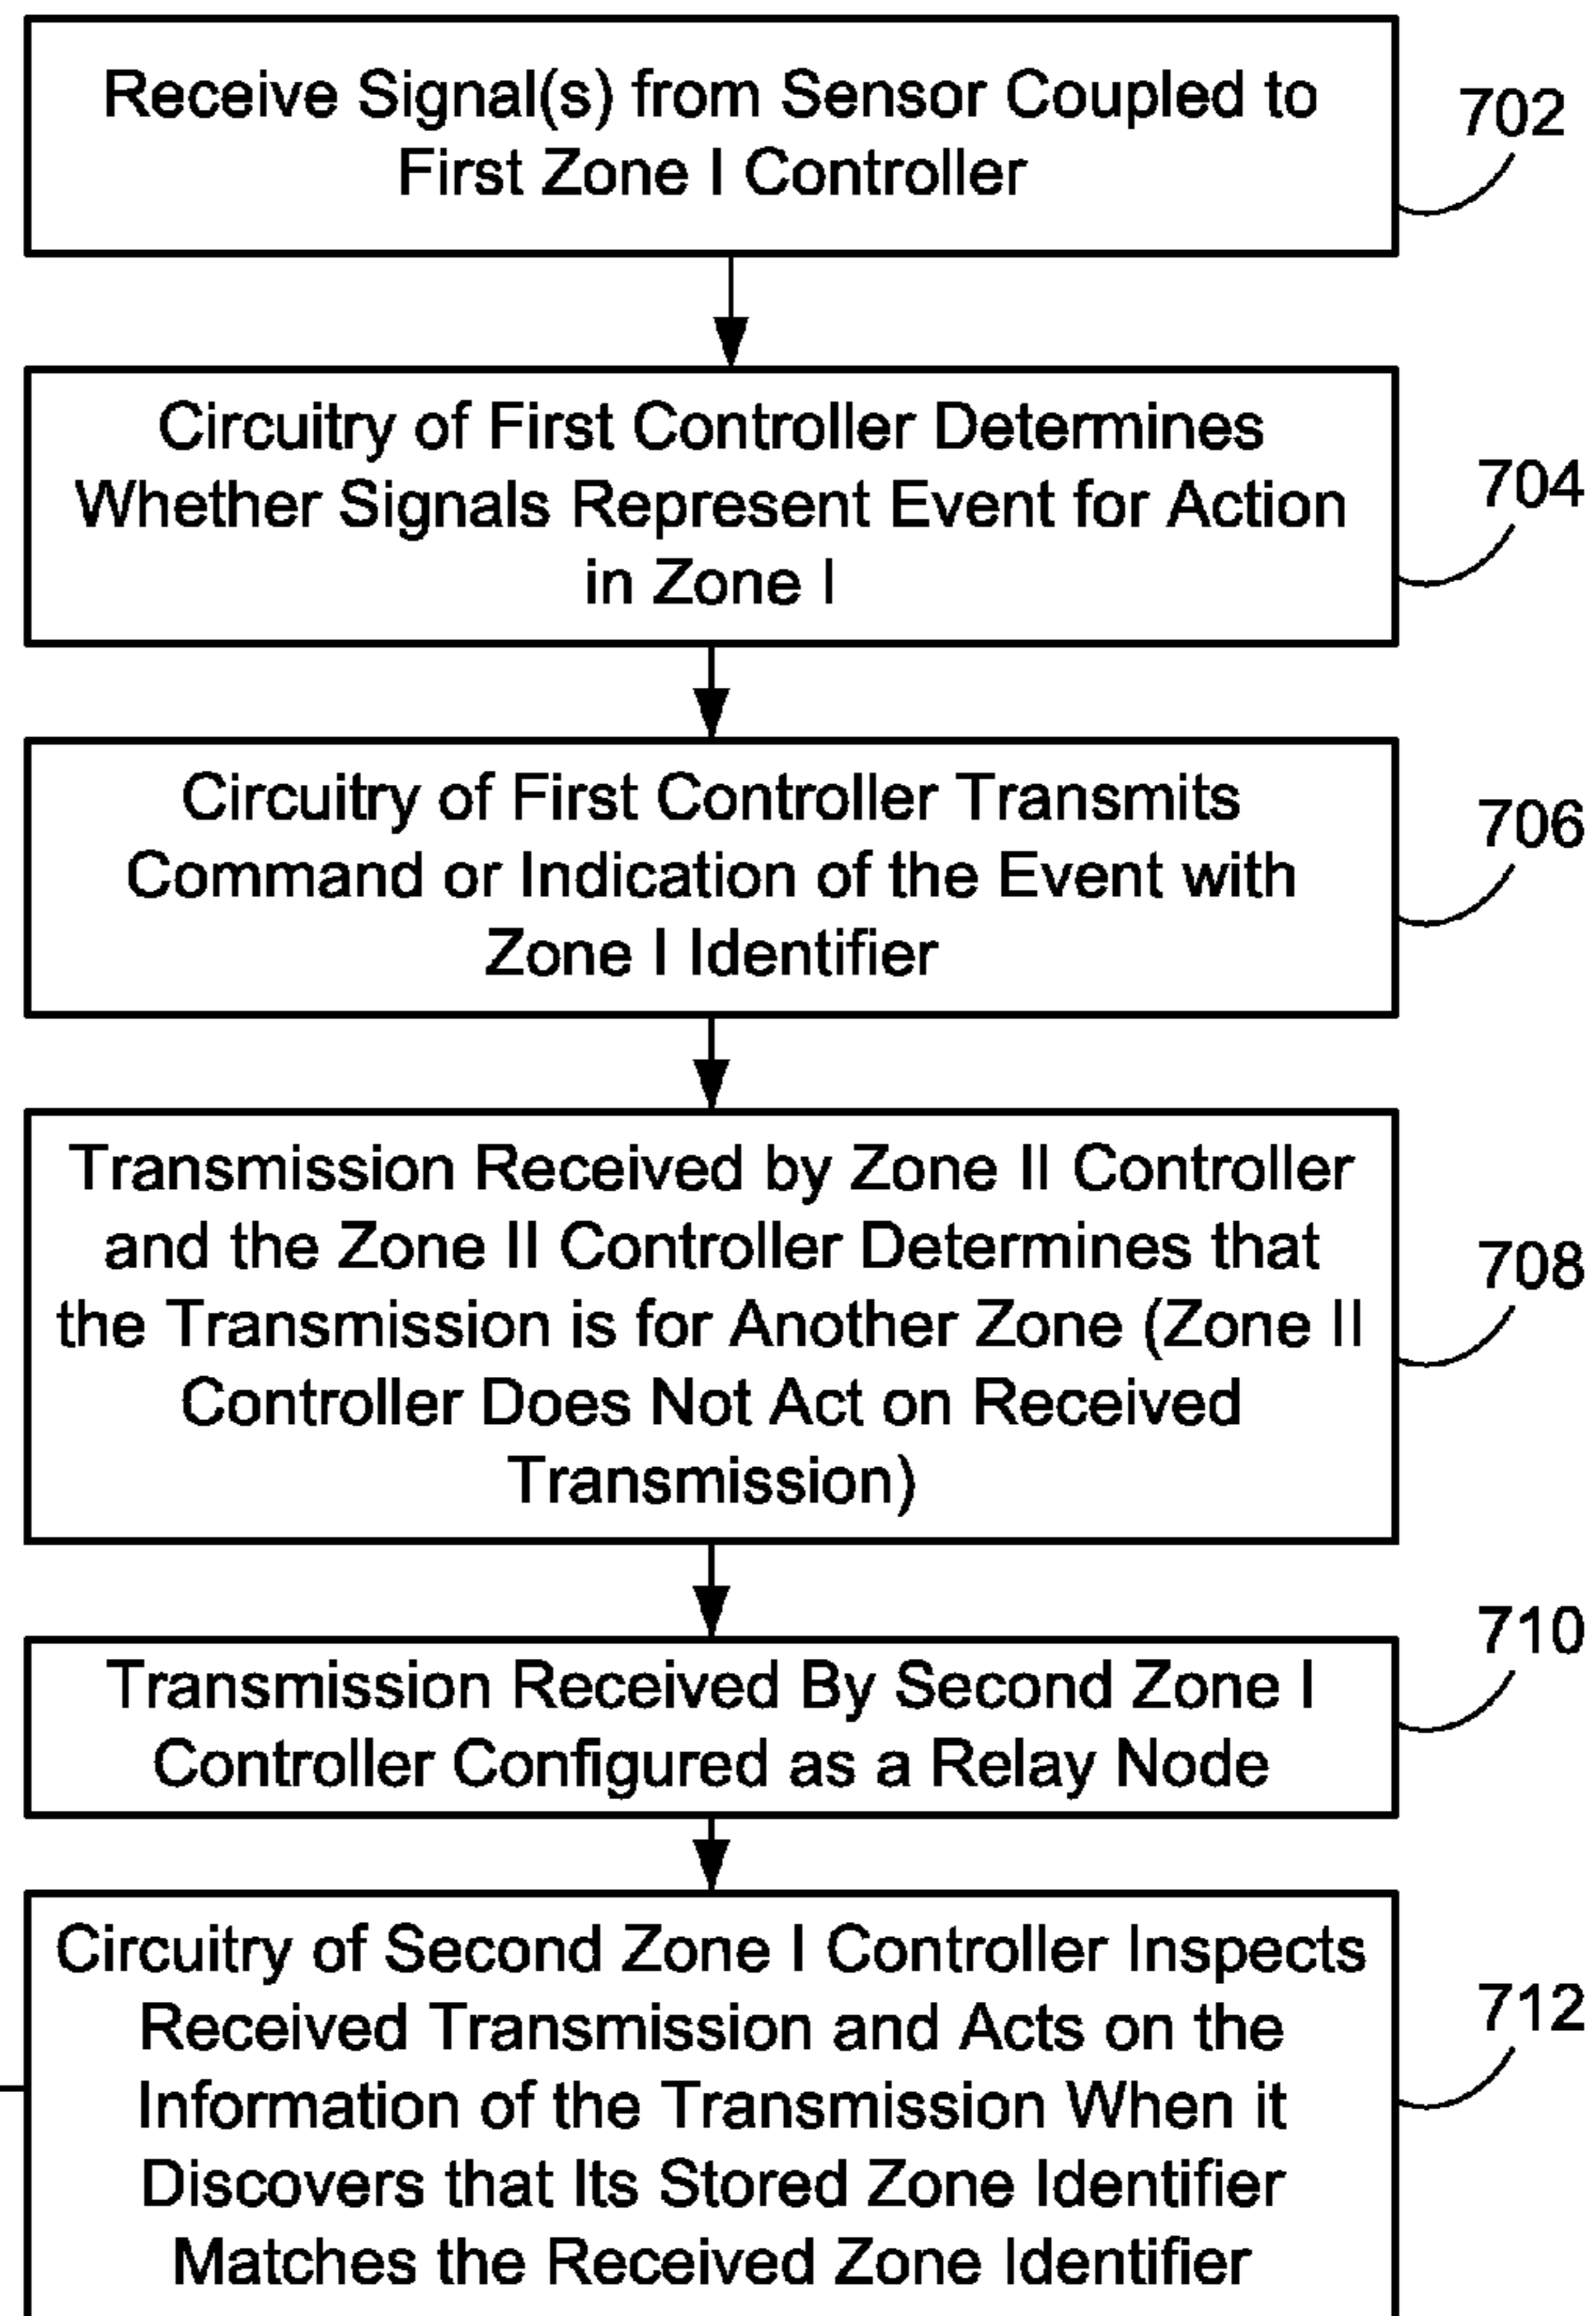 Receive Signal(s) from Sensor Coupled to
First Zone I Controller
702
Circuitry of First Controller Determines
Whether Signals Represent Event for Action
in Zone I
704
Circuitry of First Controller Transmits
Command or Indication of the Event with
Zone I Identifier
706
Transmission Received by Zone II Controller
and the Zone II Controller Determines that
the Transmission is for Another Zone (Zone II
Controller Does Not Act on Received
Transmission)
708
Transmission Received By Second Zone I
Controller Configured as a Relay Node
710
Circuitry of Second Zone I Controller Inspects
Received Transmission and Acts on the
Information of the Transmission When it
Discovers that Its Stored Zone Identifier
Matches the Received Zone Identifier
712